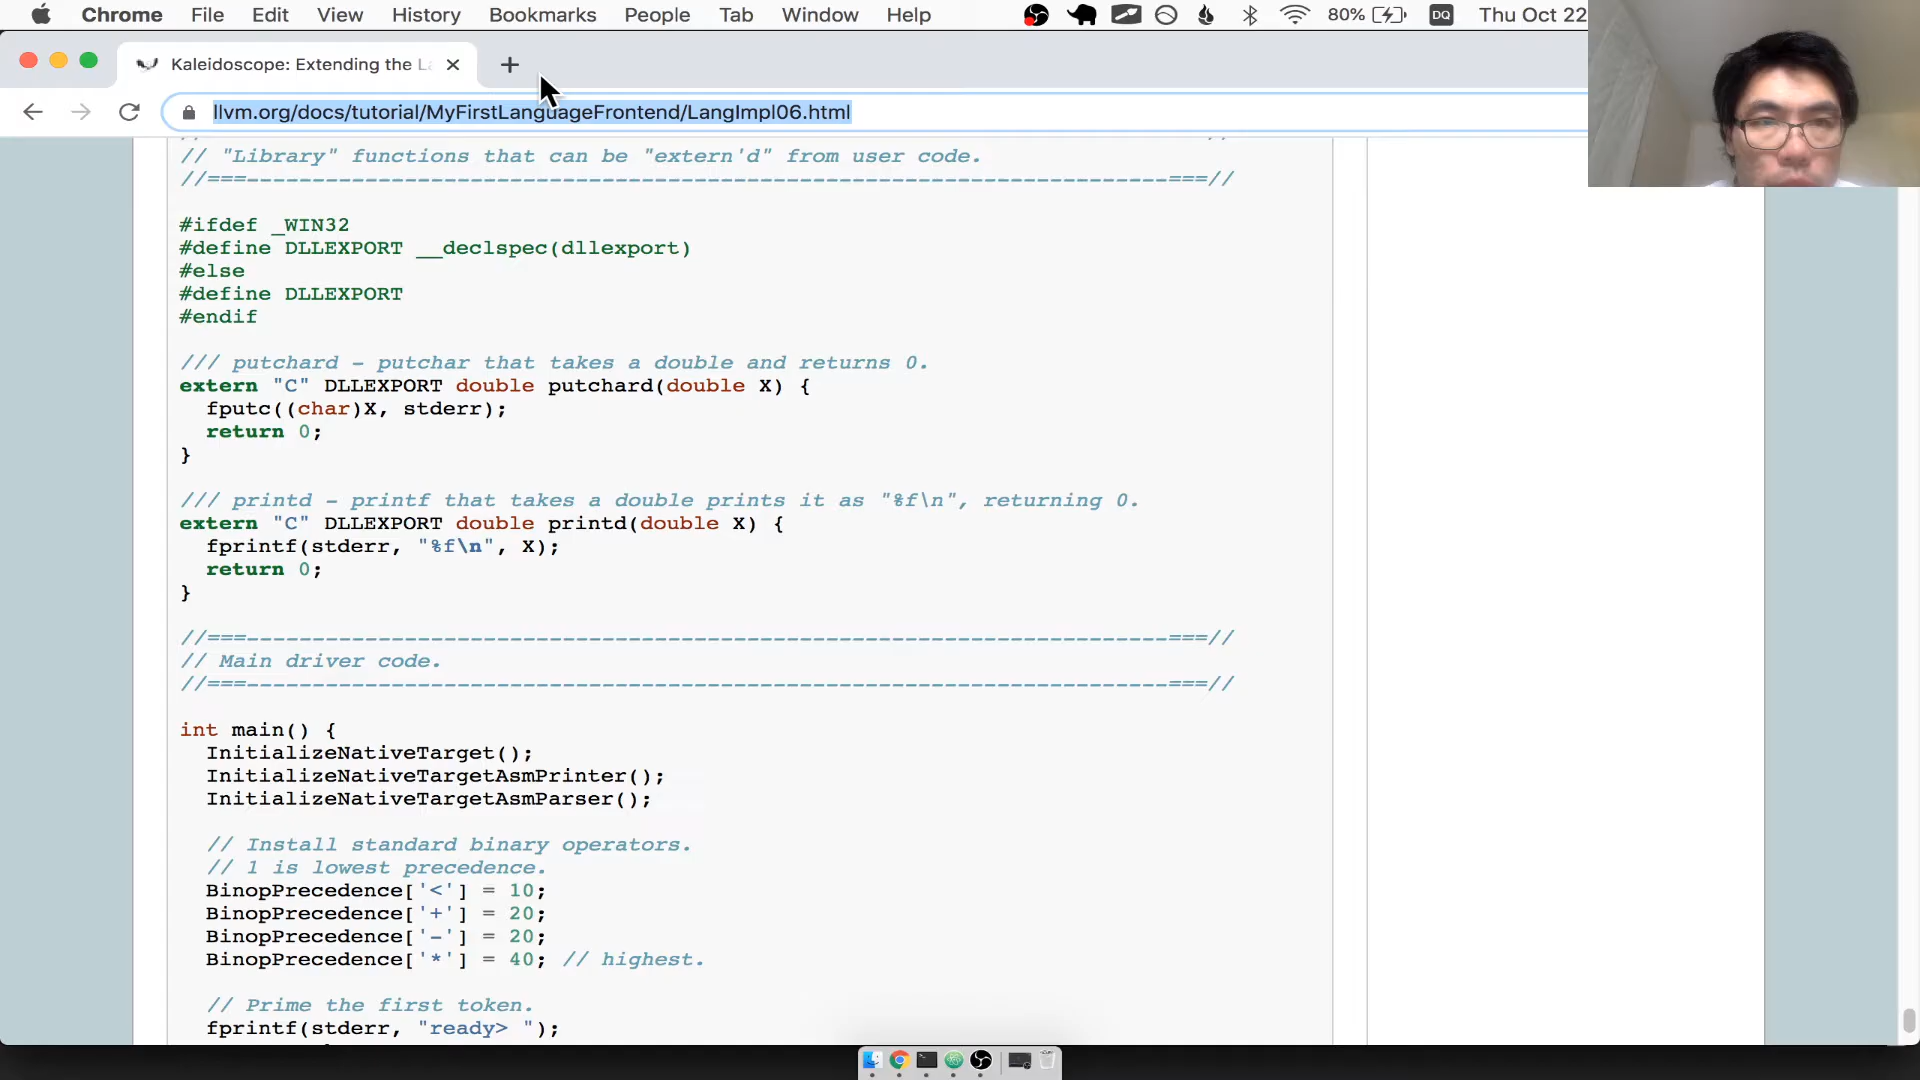 Chrome File Edit View History Bookmarks People Tab Window Help 80% DQ Thu Oct 22
Kaleidoscope: Extending the La
llvm.org/docs/tutorial/MyFirstLanguageFrontend/LangImpl06.html
// "Library" functions that can be "extern'd" from user code.
//===----------------------------------------------------------------------===//
#ifdef _WIN32
#define DLLEXPORT __declspec(dllexport)
#else
#define DLLEXPORT
#endif
/// putchard - putchar that takes a double and returns 0.
extern "C" DLLEXPORT double putchard(double X) {
fputc((char)X, stderr);
return 0;
}
/// printd - printf that takes a double prints it as "%f\n", returning 0.
extern "C" DLLEXPORT double printd(double X) {
fprintf(stderr, "%f\n", X);
return 0;
}
//===----------------------------------------------------------------------===//
// Main driver code.
//===----------------------------------------------------------------------===//
int main() {
InitializeNativeTarget();
InitializeNativeTargetAsmPrinter();
InitializeNativeTargetAsmParser();
// Install standard binary operators.
// 1 is lowest precedence.
BinopPrecedence['<'] = 10;
BinopPrecedence['+'] = 20;
BinopPrecedence['-'] = 20;
BinopPrecedence['*'] = 40; // highest.
// Prime the first token.
fprintf(stderr, "ready> ");